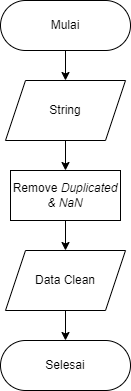 Mulai
String
Remove Duplicated
& NaN
Data Clean
Selesai